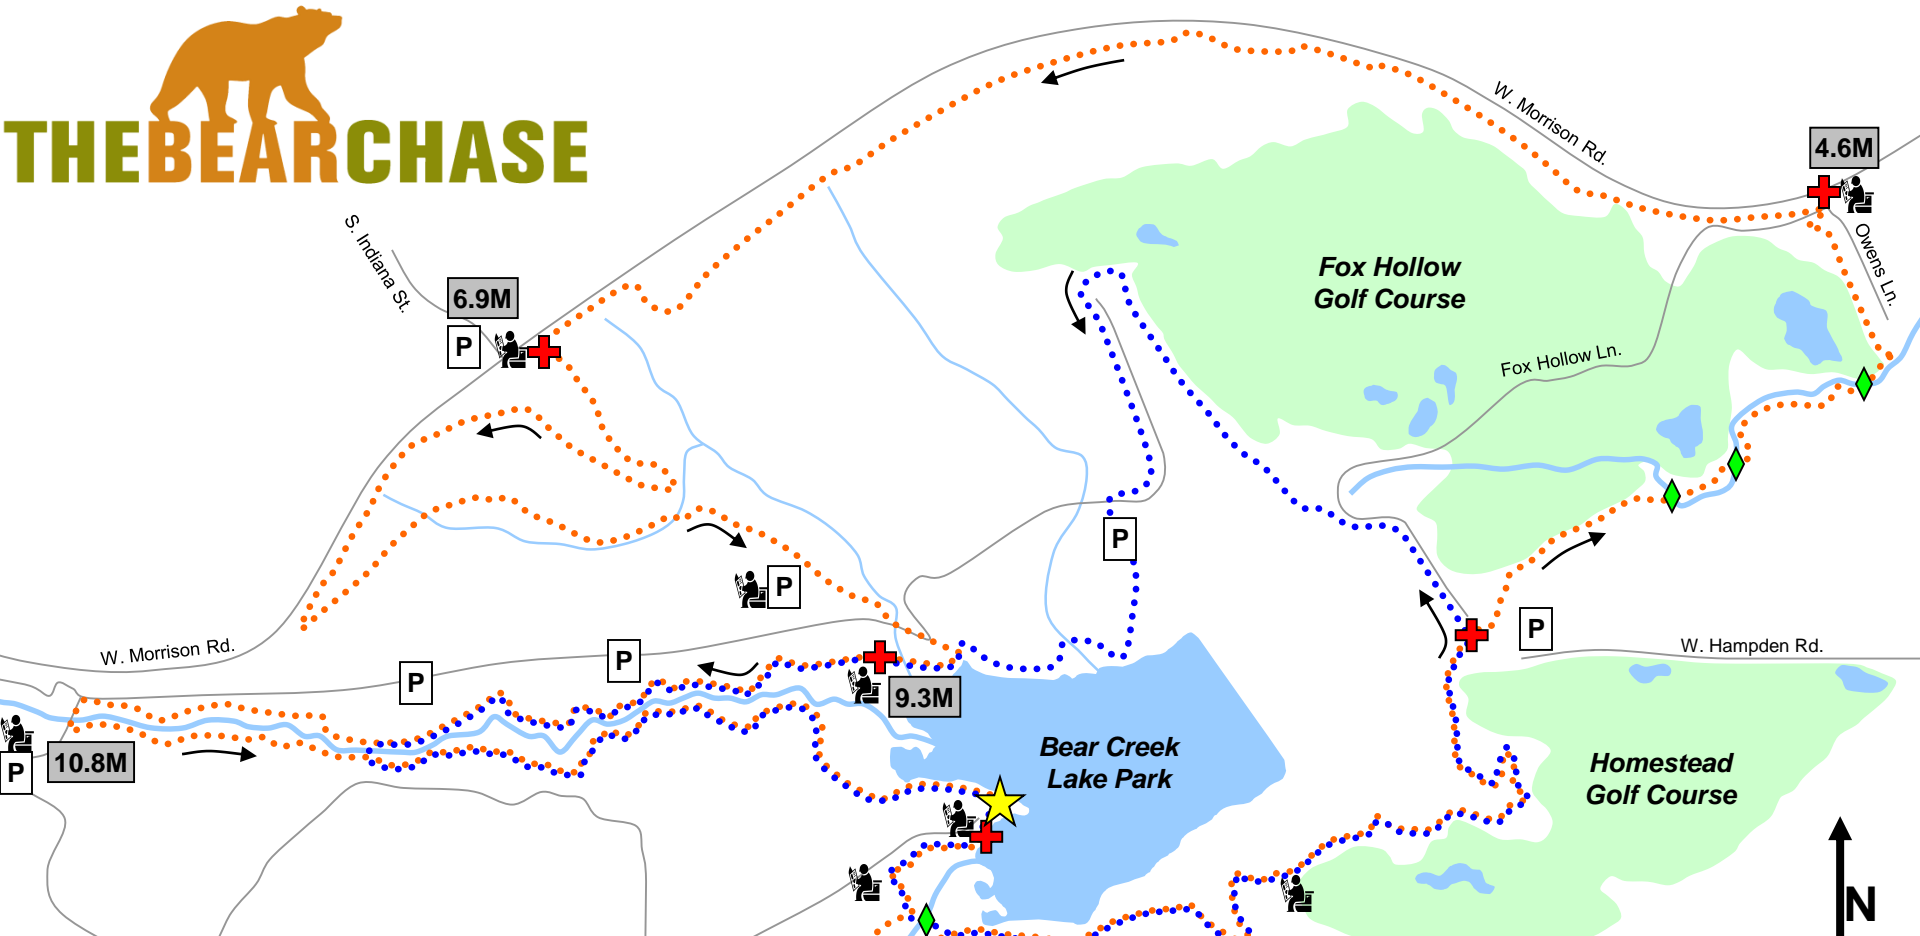 THEBEARCHASE
W. Morrison Rd.
4.6M
S. Indiana St.
Owens Ln.
Fox Hollow
Golf Course
6.9M
P
Fox Hollow Ln.
P
P
P
W. Hampden Rd.
W. Morrison Rd.
P
P
9.3M
10.8M
P
Bear Creek
Lake Park
Homestead
Golf Course
N